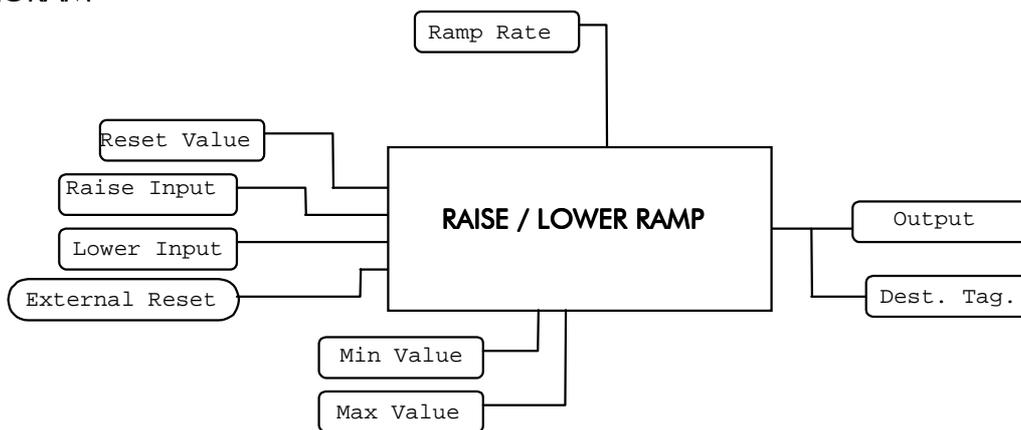 Ramp Rate
Reset Value
Raise Input
RAISE / LOWER RAMP
Output
Lower Input
External Reset
Dest. Tag.
Min Value
Max Value